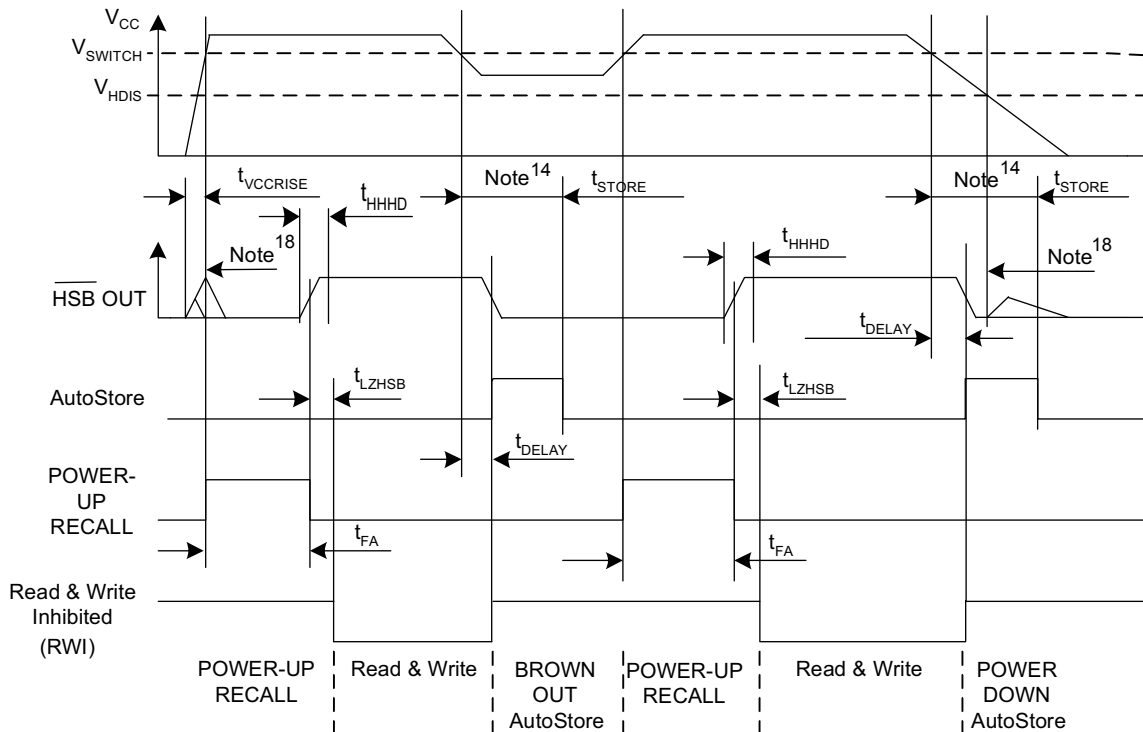 VCC
VSWITCH
VHDIS
tVCCRISE
Note14
tSTORE
Note14
tSTORE
tHHHD
Note18
tHHHD
Note18
HSB OUT
tDELAY
tLZHSB
tLZHSB
AutoStore
tDELAY
POWER-
UP
RECALL
tFA
tFA
Read & Write
Inhibited
(RWI)
POWER-UP
RECALL
Read & Write
BROWN
OUT
AutoStore
POWER-UP
RECALL
Read & Write
POWER
DOWN
AutoStore